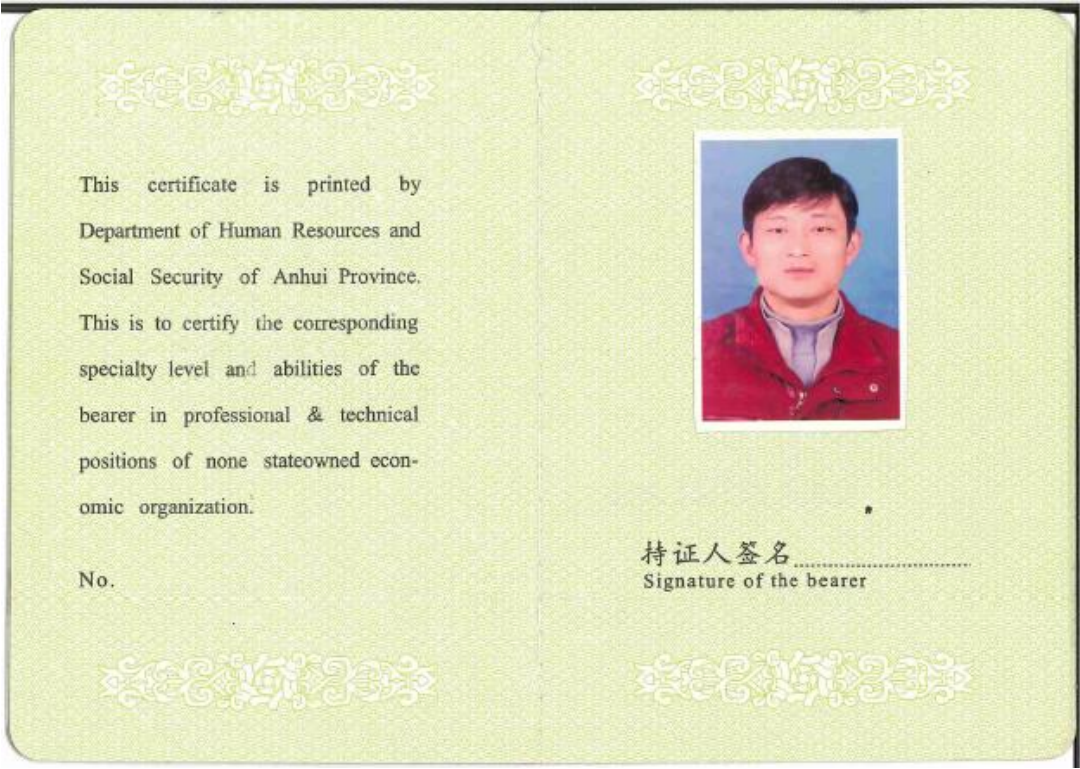 This certificate is printed by
Department of Human Resources and
Social Security of Anhui Province.
This is to certify the corresponding
specialty level and abilities of the
bearer in professional & technical
positions of none stateowned econ-
omic organization.
No.
持证人签名
Signature of the bearer